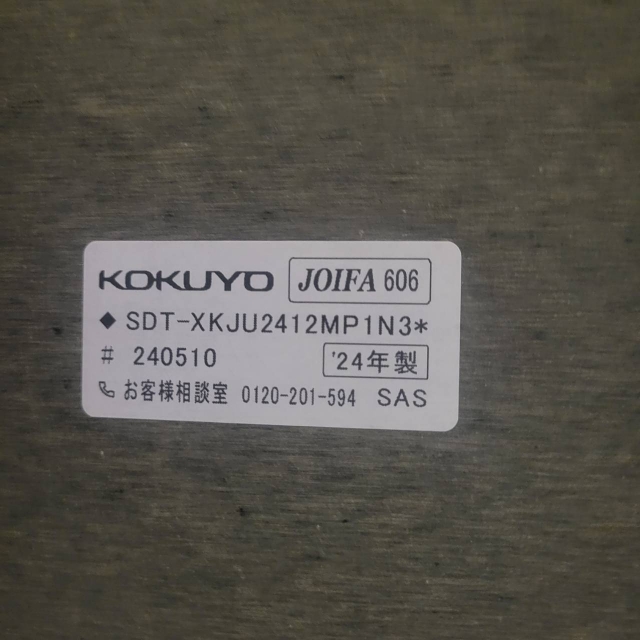 KOKUYO JOIFA 606
◆ SDT-XKJU2412MP1N3*
# 240510 '24年製
お客様相談室 0120-201-594 SAS